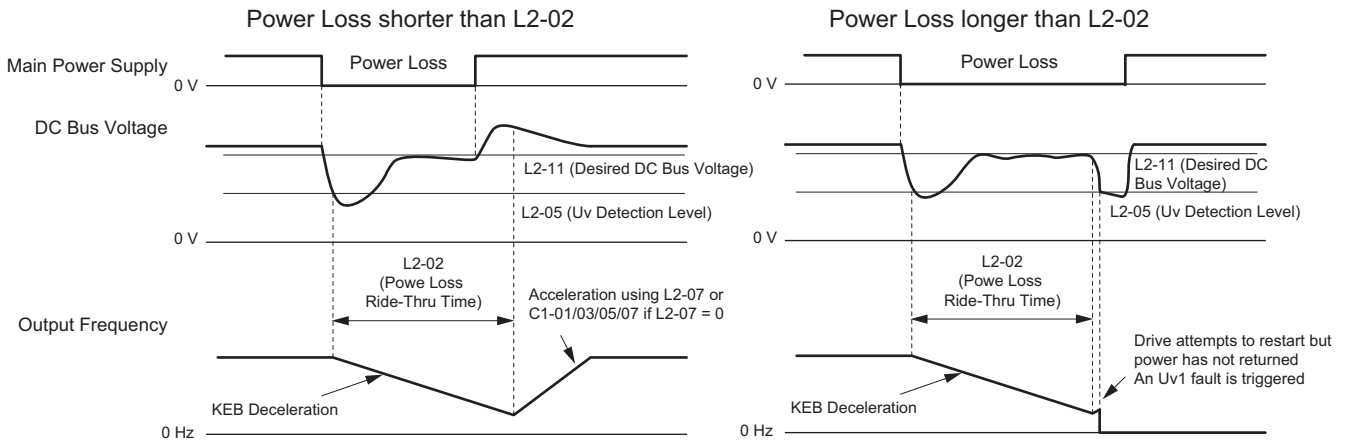 Power Loss shorter than L2-02
Main Power Supply
Power Loss
0 V
DC Bus Voltage
L2-11 (Desired DC Bus Voltage)
L2-05 (Uv Detection Level)
0 V
L2-02
(Powe Loss
Ride-Thru Time)
Acceleration using L2-07 or
C1-01/03/05/07 if L2-07 = 0
Output Frequency
KEB Deceleration
0 Hz
Power Loss longer than L2-02
Power Loss
0 V
L2-11 (Desired DC
Bus Voltage)
L2-05 (Uv Detection Level)
0 V
L2-02
(Powe Loss
Ride-Thru Time)
Drive attempts to restart but
power has not returned
An Uv1 fault is triggered
KEB Deceleration
0 Hz